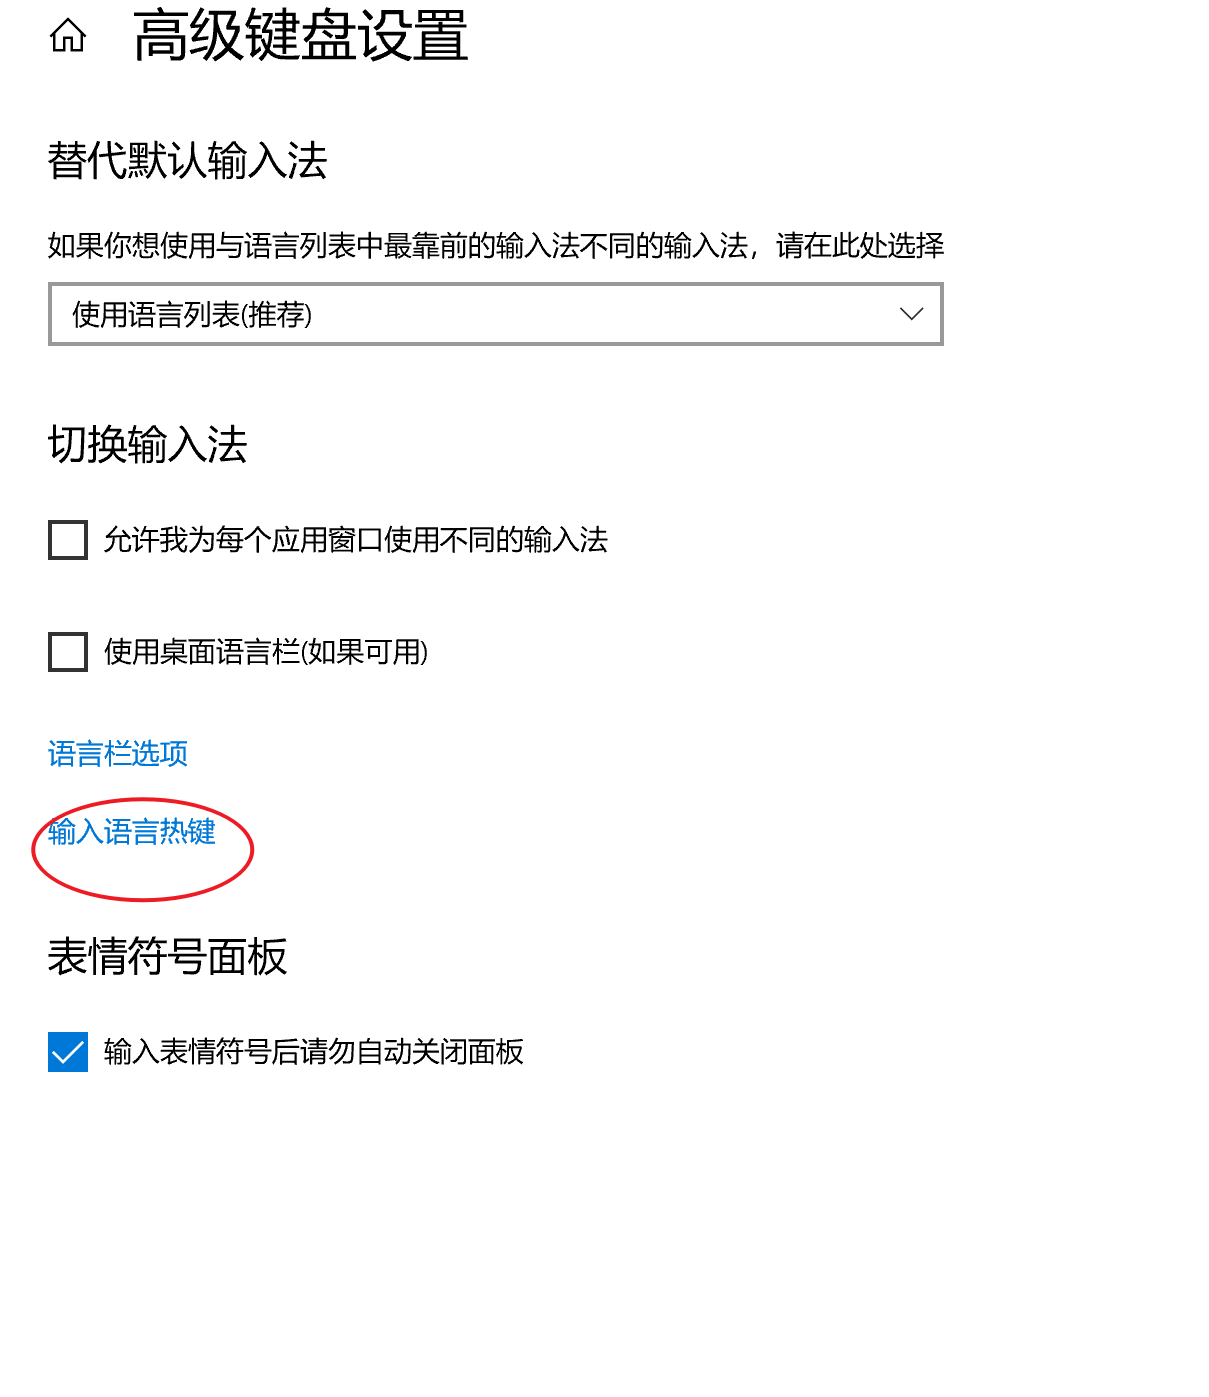 高级键盘设置
替代默认输入法
如果你想使用与语言列表中最靠前的输入法不同的输入法，请在此处选择
使用语言列表(推荐)
切换输入法
允许我为每个应用窗口使用不同的输入法
使用桌面语言栏(如果可用)
语言栏选项
输入语言热键
表情符号面板
输入表情符号后请勿自动关闭面板